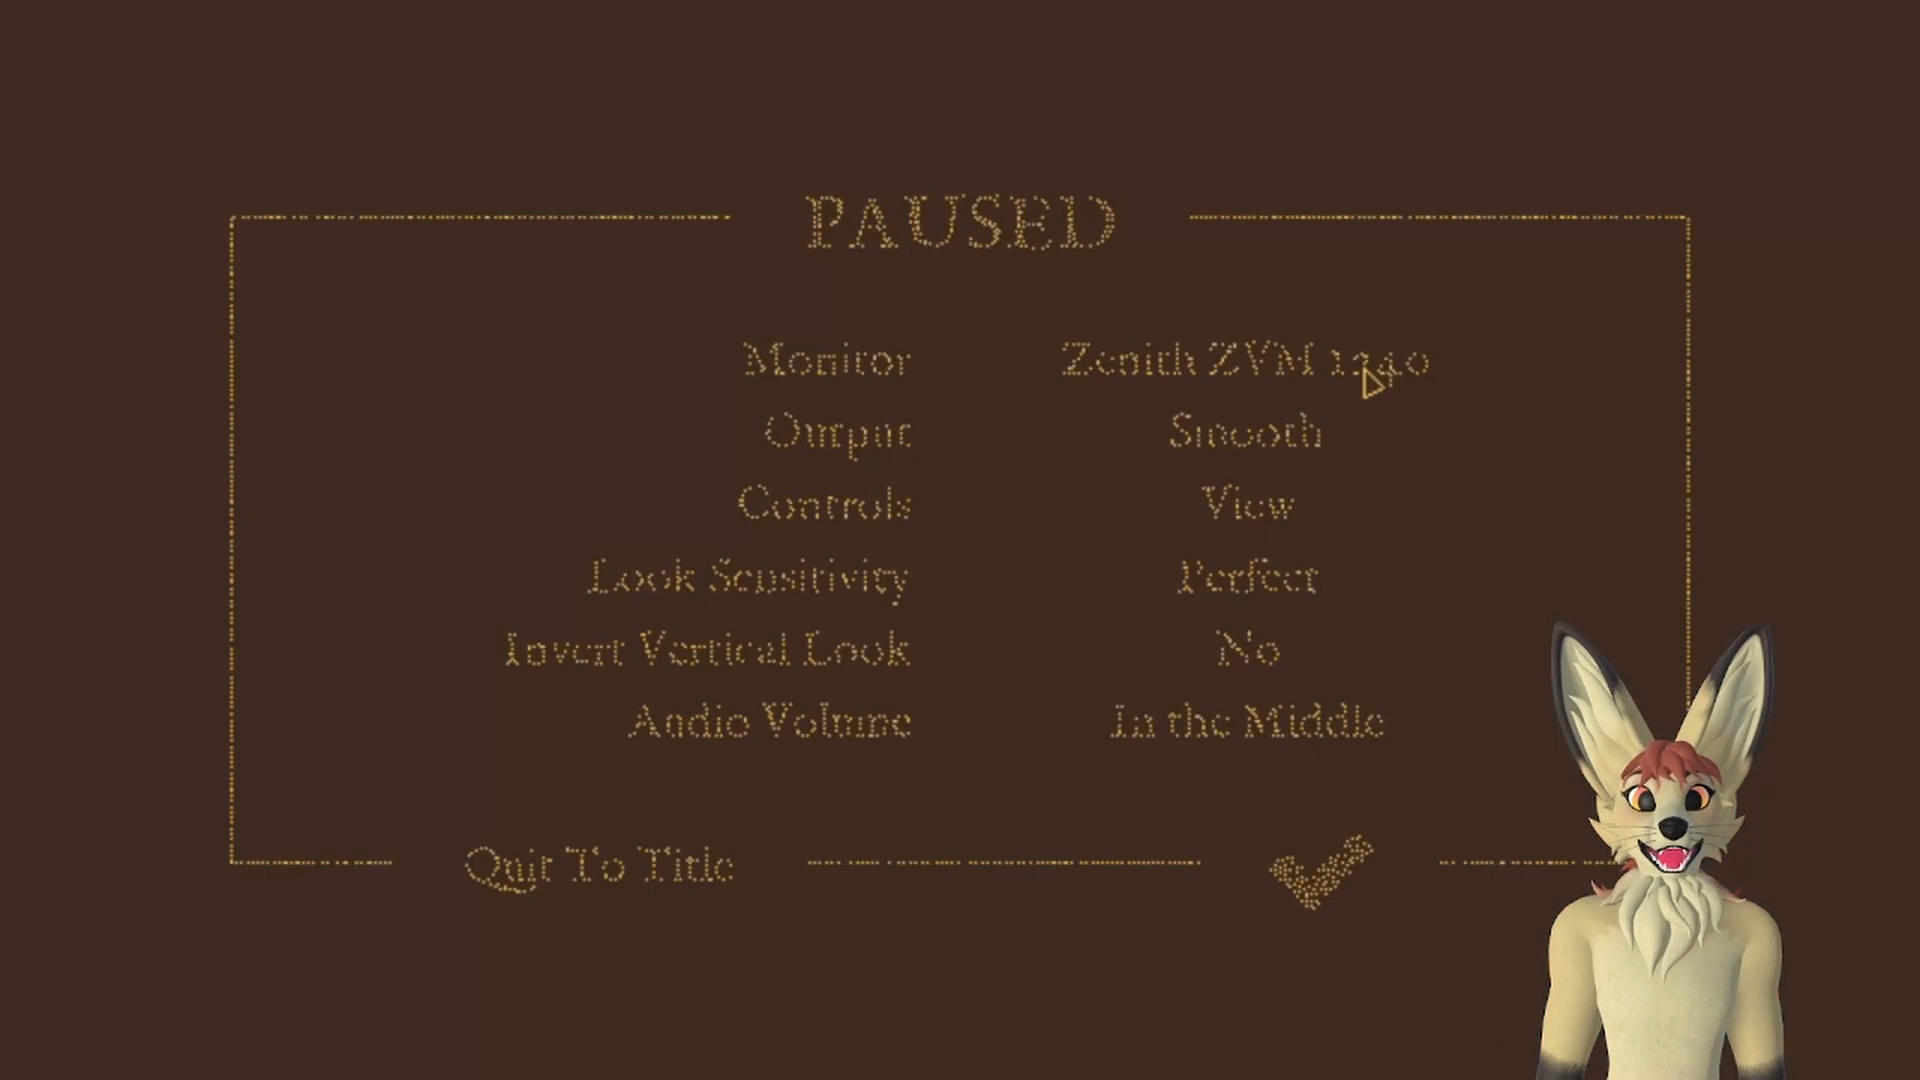 PAUSED
Monitor Zenith ZVM 1240
Output Smooth
Controls View
Look Sensitivity Perfect
Invert Vertical Look No
Audio Volume In the Middle
Quit To Title